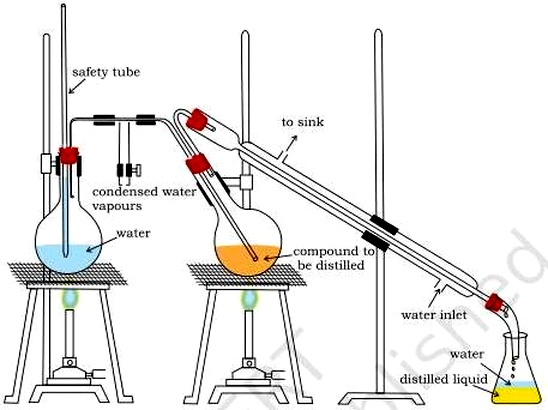 safety tube
to sink
condensed water
vapours
water
compound to
be distilled
water inlet
water
distilled liquid